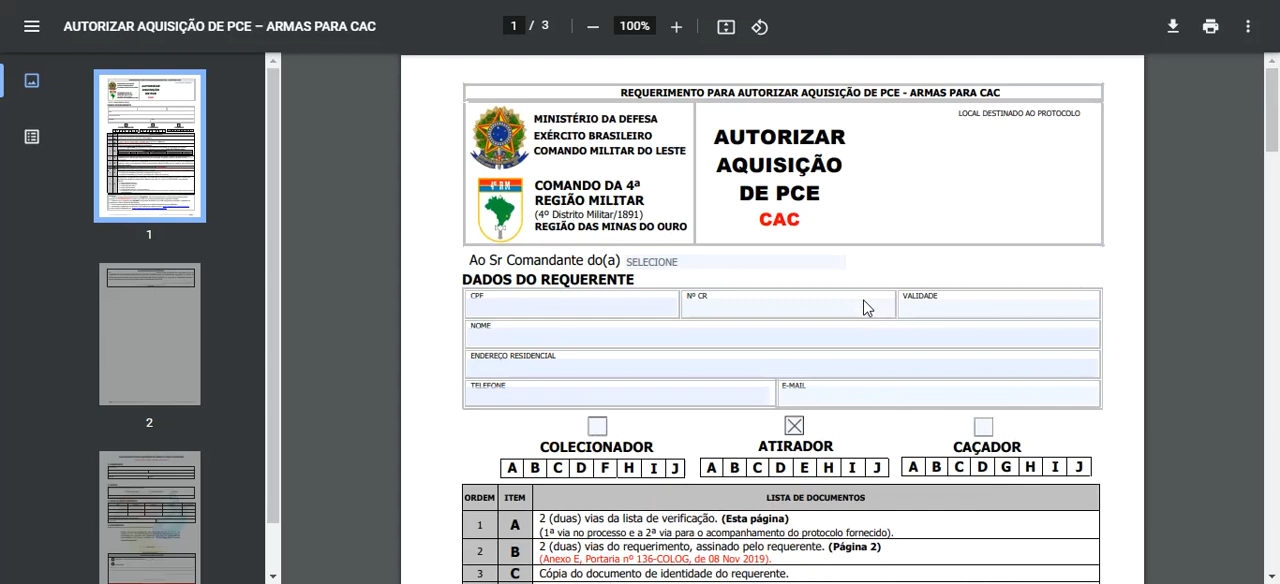 AUTORIZAR AQUISIÇÃO DE PCE – ARMAS PARA CAC
1 / 3
100%
1
2
REQUERIMENTO PARA AUTORIZAR AQUISIÇÃO DE PCE - ARMAS PARA CAC
MINISTÉRIO DA DEFESA
EXÉRCITO BRASILEIRO
COMANDO MILITAR DO LESTE
4ª RM
COMANDO DA 4ª
REGIÃO MILITAR
(4º Distrito Militar/1891)
REGIÃO DAS MINAS DO OURO
AUTORIZAR
AQUISIÇÃO
DE PCE
CAC
LOCAL DESTINADO AO PROTOCOLO
Ao Sr Comandante do(a) SELECIONE
DADOS DO REQUERENTE
CPF
Nº CR
VALIDADE
NOME
ENDEREÇO RESIDENCIAL
TELEFONE
E-MAIL
COLECIONADOR
ATIRADOR
CAÇADOR
A B C D F H I J
A B C D E H I J
A B C D G H I J
ORDEM ITEM LISTA DE DOCUMENTOS
1 A 2 (duas) vias da lista de verificação. (Esta página)
(1ª via no processo e a 2ª via para o acompanhamento do protocolo fornecido).
2 B 2 (duas) vias do requerimento, assinado pelo requerente. (Página 2)
(Anexo E, Portaria nº 136-COLOG, de 08 Nov 2019).
3 C Cópia do documento de identidade do requerente.